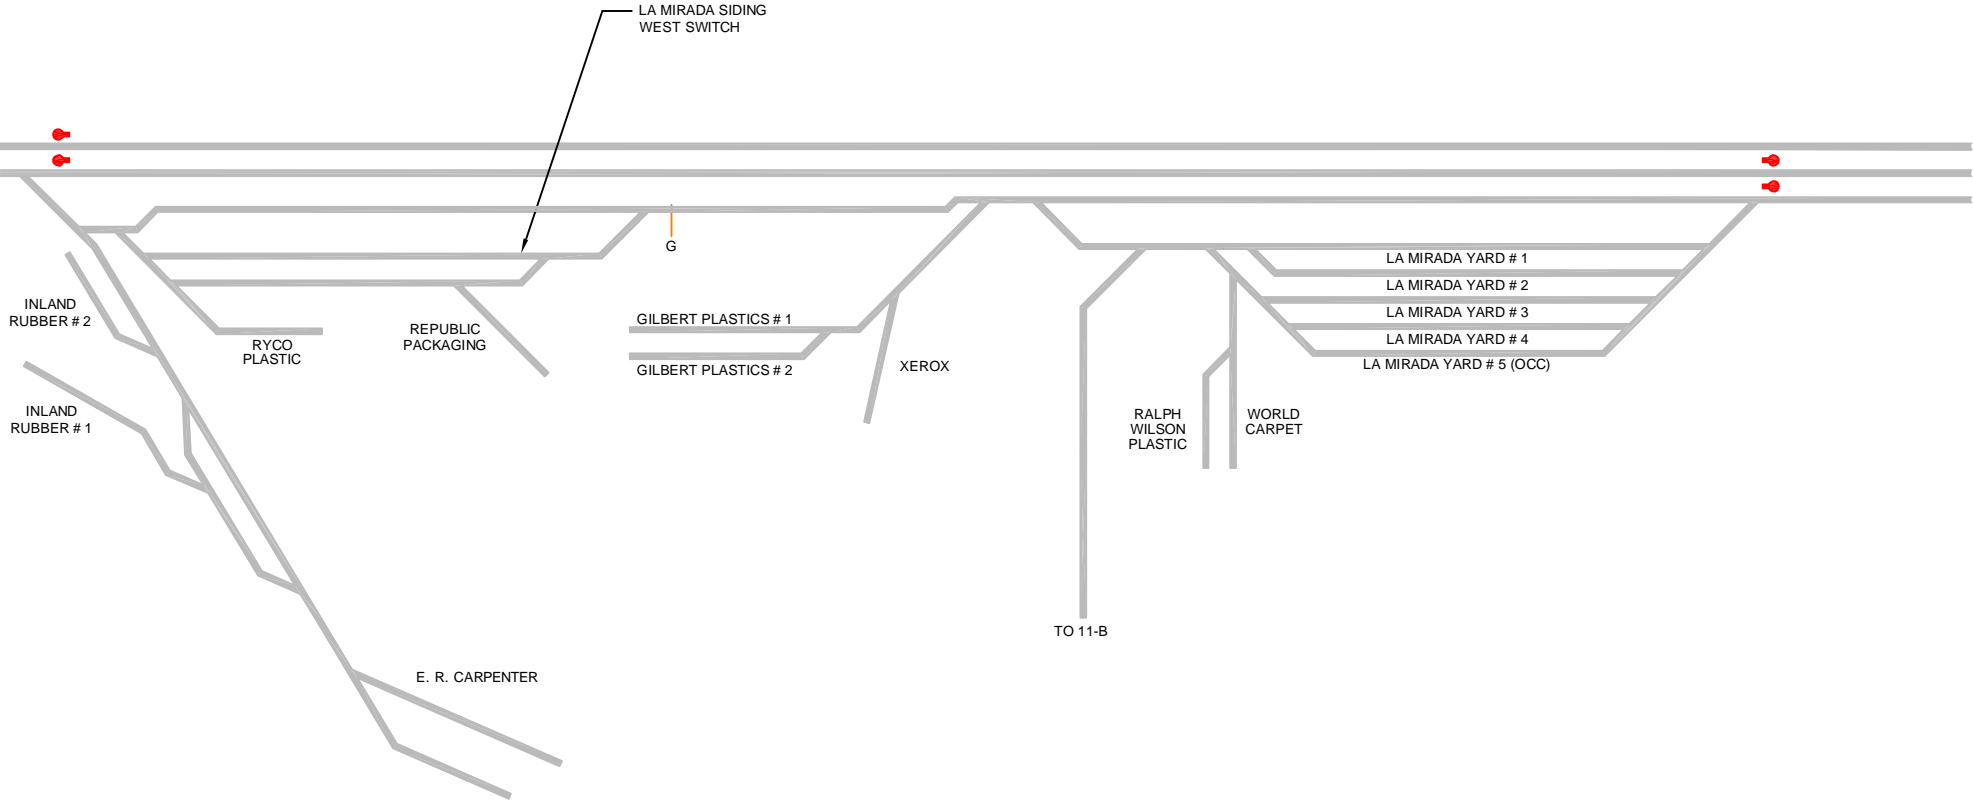 LA MIRADA SIDING
WEST SWITCH
G
INLAND
RUBBER # 2
RYCO
PLASTIC
REPUBLIC
PACKAGING
GILBERT PLASTICS # 1
GILBERT PLASTICS # 2
XEROX
LA MIRADA YARD # 1
LA MIRADA YARD # 2
LA MIRADA YARD # 3
LA MIRADA YARD # 4
LA MIRADA YARD # 5 (OCC)
INLAND
RUBBER # 1
RALPH
WILSON
PLASTIC
WORLD
CARPET
TO 11-B
E. R. CARPENTER